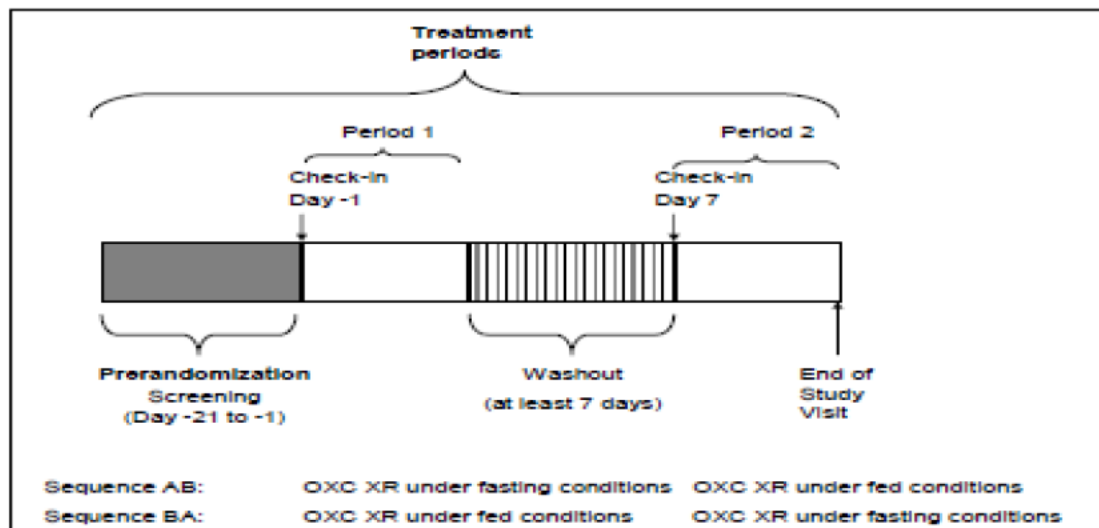 Treatment
periods
Period 1
Period 2
Check-in
Day -1
Check-in
Day 7
Prerandomization
Screening
(Day -21 to -1)
Washout
(at least 7 days)
End of
Study
Visit
Sequence AB: OXC XR under fasting conditions OXC XR under fed conditions
Sequence BA: OXC XR under fed conditions OXC XR under fasting conditions